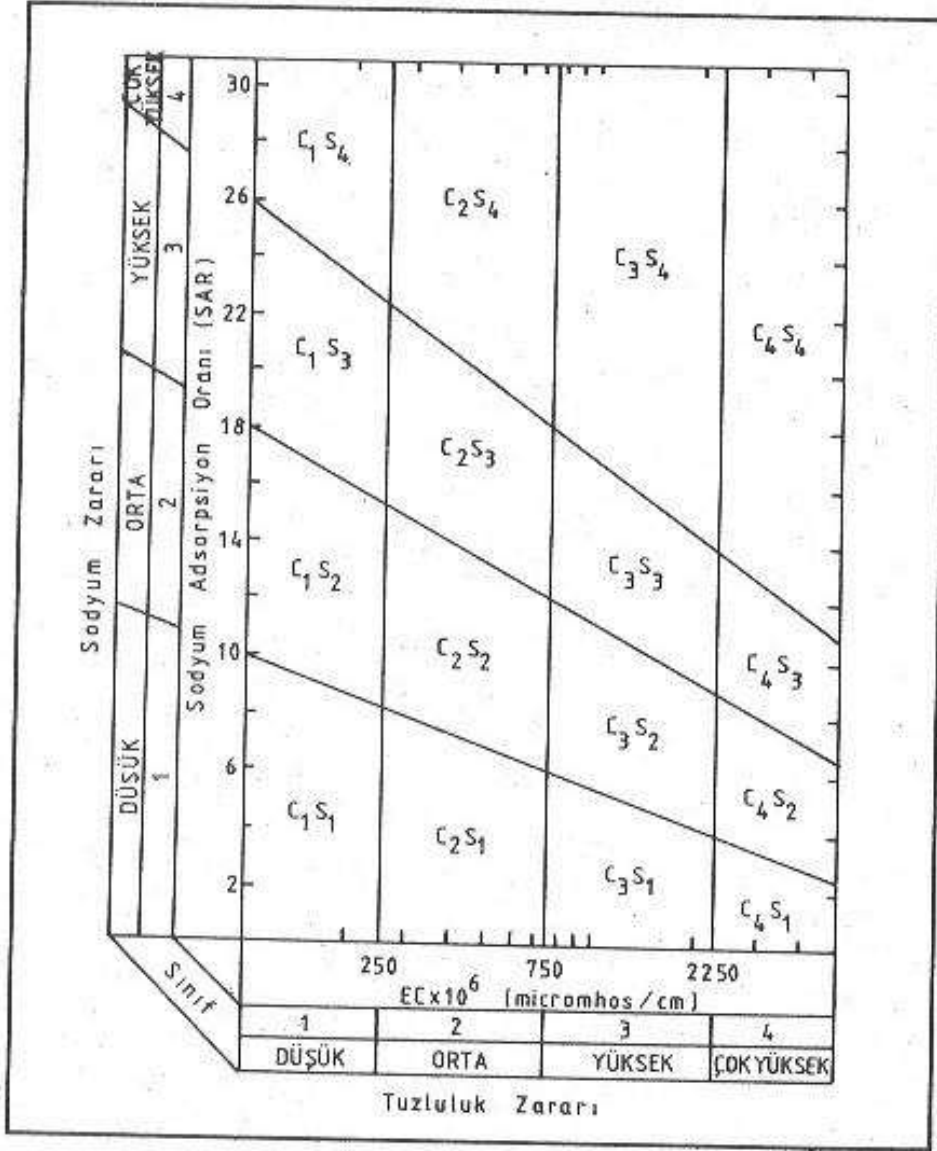 Sodyum Zararı
ÇOK YÜKSEK
4
YÜKSEK
3
ORTA
2
DÜŞÜK
1
Sodyum Adsorpsiyon Oranı (SAR)
30
26
22
18
14
10
6
2
C₁S₄
C₂S₄
C₃S₄
C₄S₄
C₁S₃
C₂S₃
C₃S₃
C₄S₃
C₁S₂
C₂S₂
C₃S₂
C₄S₂
C₁S₁
C₂S₁
C₃S₁
C₄S₁
250 750 2250
ECx10⁶ (micromhos/cm)
Sınıf
1 2 3 4
DÜŞÜK ORTA YÜKSEK ÇOK YÜKSEK
Tuzluluk Zararı